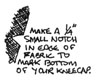 MAKE A ¼"
SMALL NOTCH
IN EDGE OF
FABRIC TO
MARK BOTTOM
OF YOUR KNEECAP.